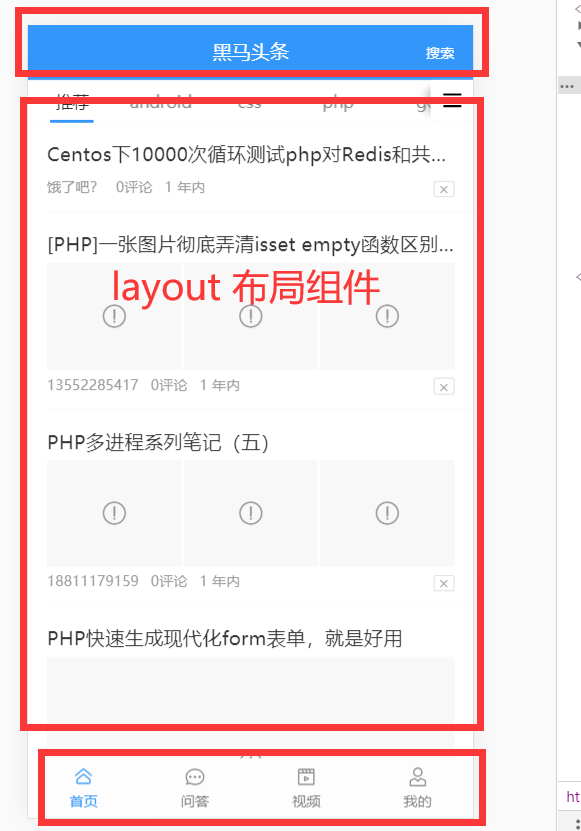 黑马头条 搜索
推荐 android css php
Centos下10000次循环测试php对Redis和共...
饿了吧? 0评论 1 年内
[PHP]一张图片彻底弄清isset empty函数区别...
layout 布局组件
13552285417 0评论 1 年内
PHP多进程系列笔记（五）
18811179159 0评论 1 年内
PHP快速生成现代化form表单，就是好用
首页 问答 视频 我的
ht